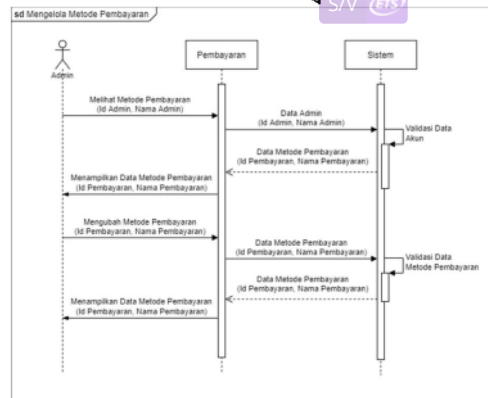 S/V (ETS)
sd Mengelola Metode Pembayaran
Pembayaran
Sistem
Admin
Melihat Metode Pembayaran
(Id Admin, Nama Admin)
Data Admin
(Id Admin, Nama Admin)
Validasi Data
Akun
Data Metode Pembayaran
(Id Pembayaran, Nama Pembayaran)
Menampilkan Data Metode Pembayaran
(Id Pembayaran, Nama Pembayaran)
Mengubah Metode Pembayaran
(Id Pembayaran, Nama Pembayaran)
Data Metode Pembayaran
(Id Pembayaran, Nama Pembayaran)
Validasi Data
Metode Pembayaran
Data Metode Pembayaran
(Id Pembayaran, Nama Pembayaran)
Menampilkan Data Metode Pembayaran
(Id Pembayaran, Nama Pembayaran)